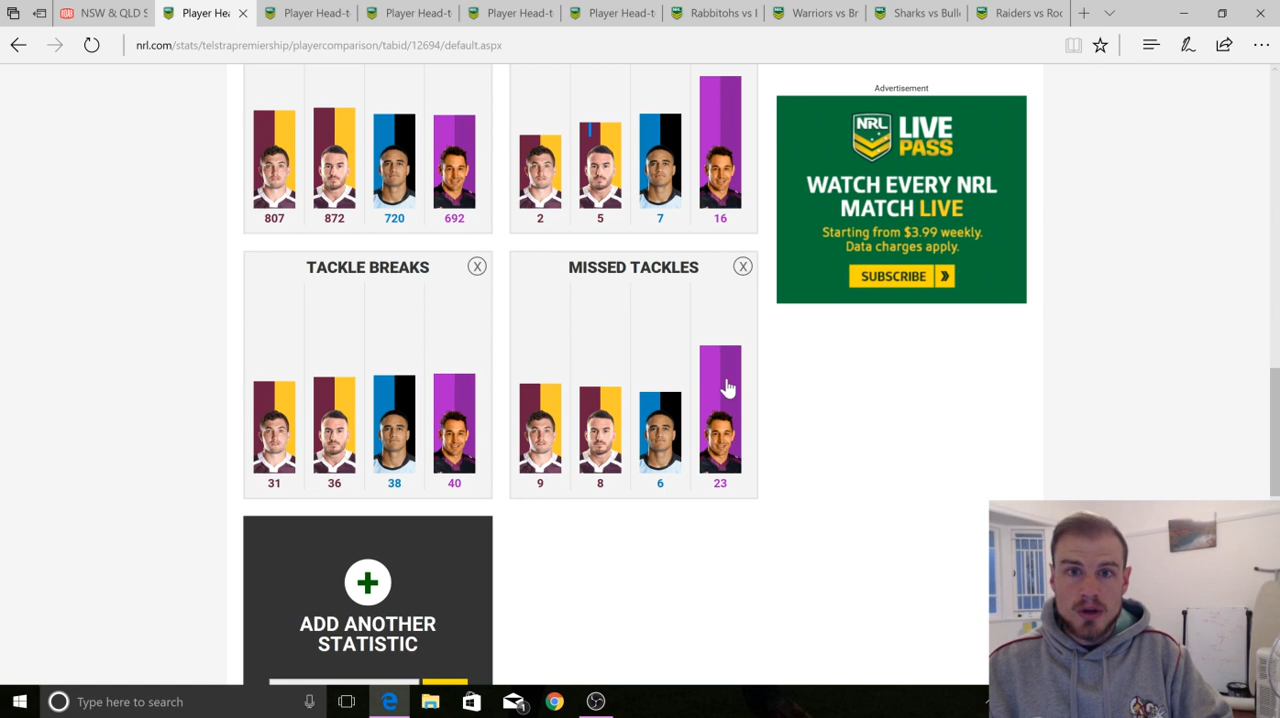 NSW & QLD S
Player Hea
Player Head-t
Player Head-t
Player Head-t
Player Head-t
Rabbitohs vs I
Warriors vs Br
Sharks vs Bull
Raiders vs Roo
nrl.com/stats/telstrapremiership/playercomparison/tabid/12694/default.aspx
807 872 720 692
2 5 7 16
Advertisement
NRL
LIVE
PASS
WATCH EVERY NRL
MATCH LIVE
Starting from $3.99 weekly.
Data charges apply.
SUBSCRIBE
TACKLE BREAKS X
MISSED TACKLES X
31 36 38 40
9 8 6 23
ADD ANOTHER
STATISTIC
Type here to search